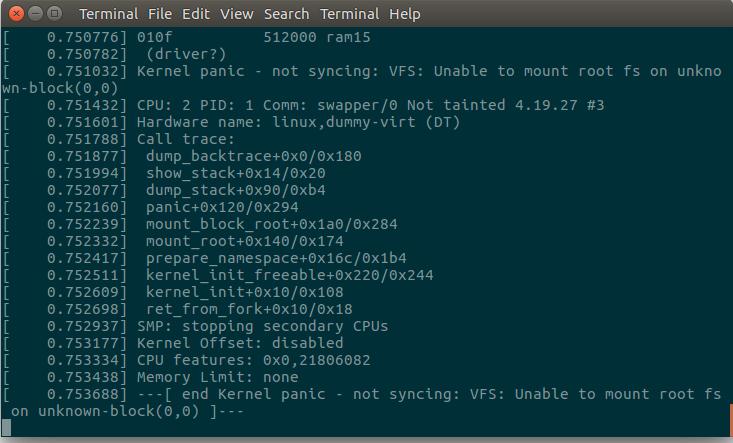 Terminal File Edit View Search Terminal Help
[    0.750776] 010f          512000 ram15
[    0.750782]  (driver?)
[    0.751032] Kernel panic - not syncing: VFS: Unable to mount root fs on unkno
wn-block(0,0)
[    0.751432] CPU: 2 PID: 1 Comm: swapper/0 Not tainted 4.19.27 #3
[    0.751601] Hardware name: linux,dummy-virt (DT)
[    0.751788] Call trace:
[    0.751877]  dump_backtrace+0x0/0x180
[    0.751994]  show_stack+0x14/0x20
[    0.752077]  dump_stack+0x90/0xb4
[    0.752160]  panic+0x120/0x294
[    0.752239]  mount_block_root+0x1a0/0x284
[    0.752332]  mount_root+0x140/0x174
[    0.752417]  prepare_namespace+0x16c/0x1b4
[    0.752511]  kernel_init_freeable+0x220/0x244
[    0.752609]  kernel_init+0x10/0x108
[    0.752698]  ret_from_fork+0x10/0x18
[    0.752937] SMP: stopping secondary CPUs
[    0.753177] Kernel Offset: disabled
[    0.753334] CPU features: 0x0,21806082
[    0.753438] Memory Limit: none
[    0.753688] ---[ end Kernel panic - not syncing: VFS: Unable to mount root fs
 on unknown-block(0,0) ]---